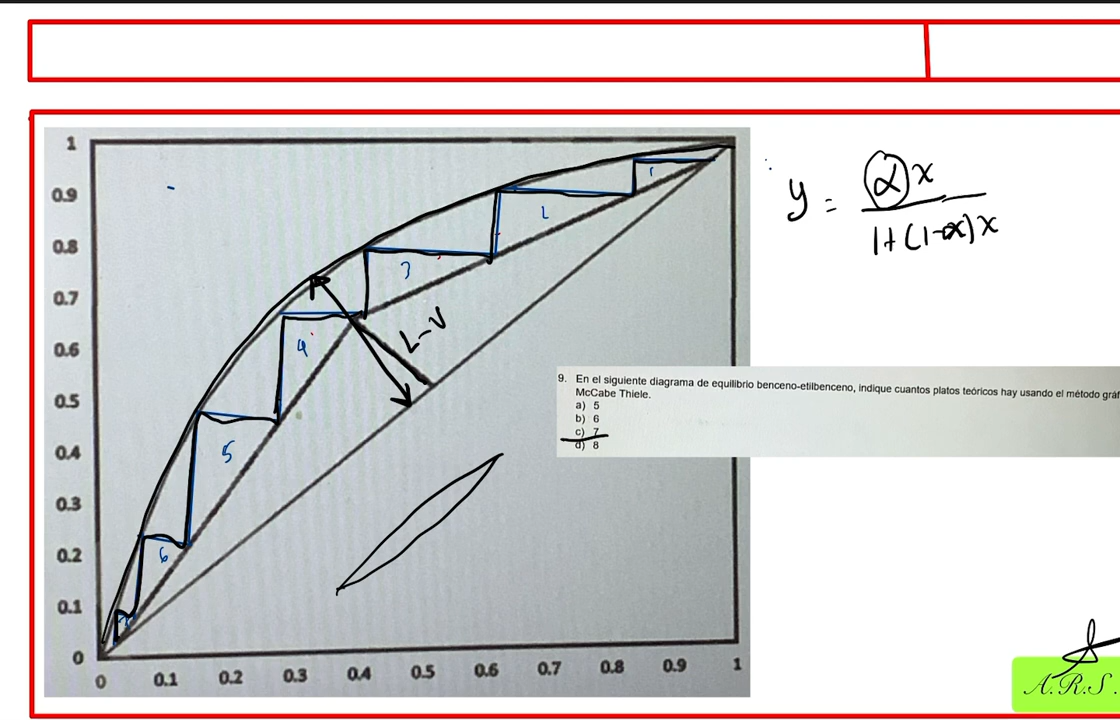 1
0.9
0.8
0.7
0.6
0.5
0.4
0.3
0.2
0.1
0
0 0.1 0.2 0.3 0.4 0.5 0.6 0.7 0.8 0.9 1
1
2
3
4
5
6
7
L-V
y = αx
1+(1-α)x
9. En el siguiente diagrama de equilibrio benceno-etilbenceno, indique cuantos platos teóricos hay usando el método gráf
McCabe Thiele.
a) 5
b) 6
c) 7
d) 8
A.R.S.